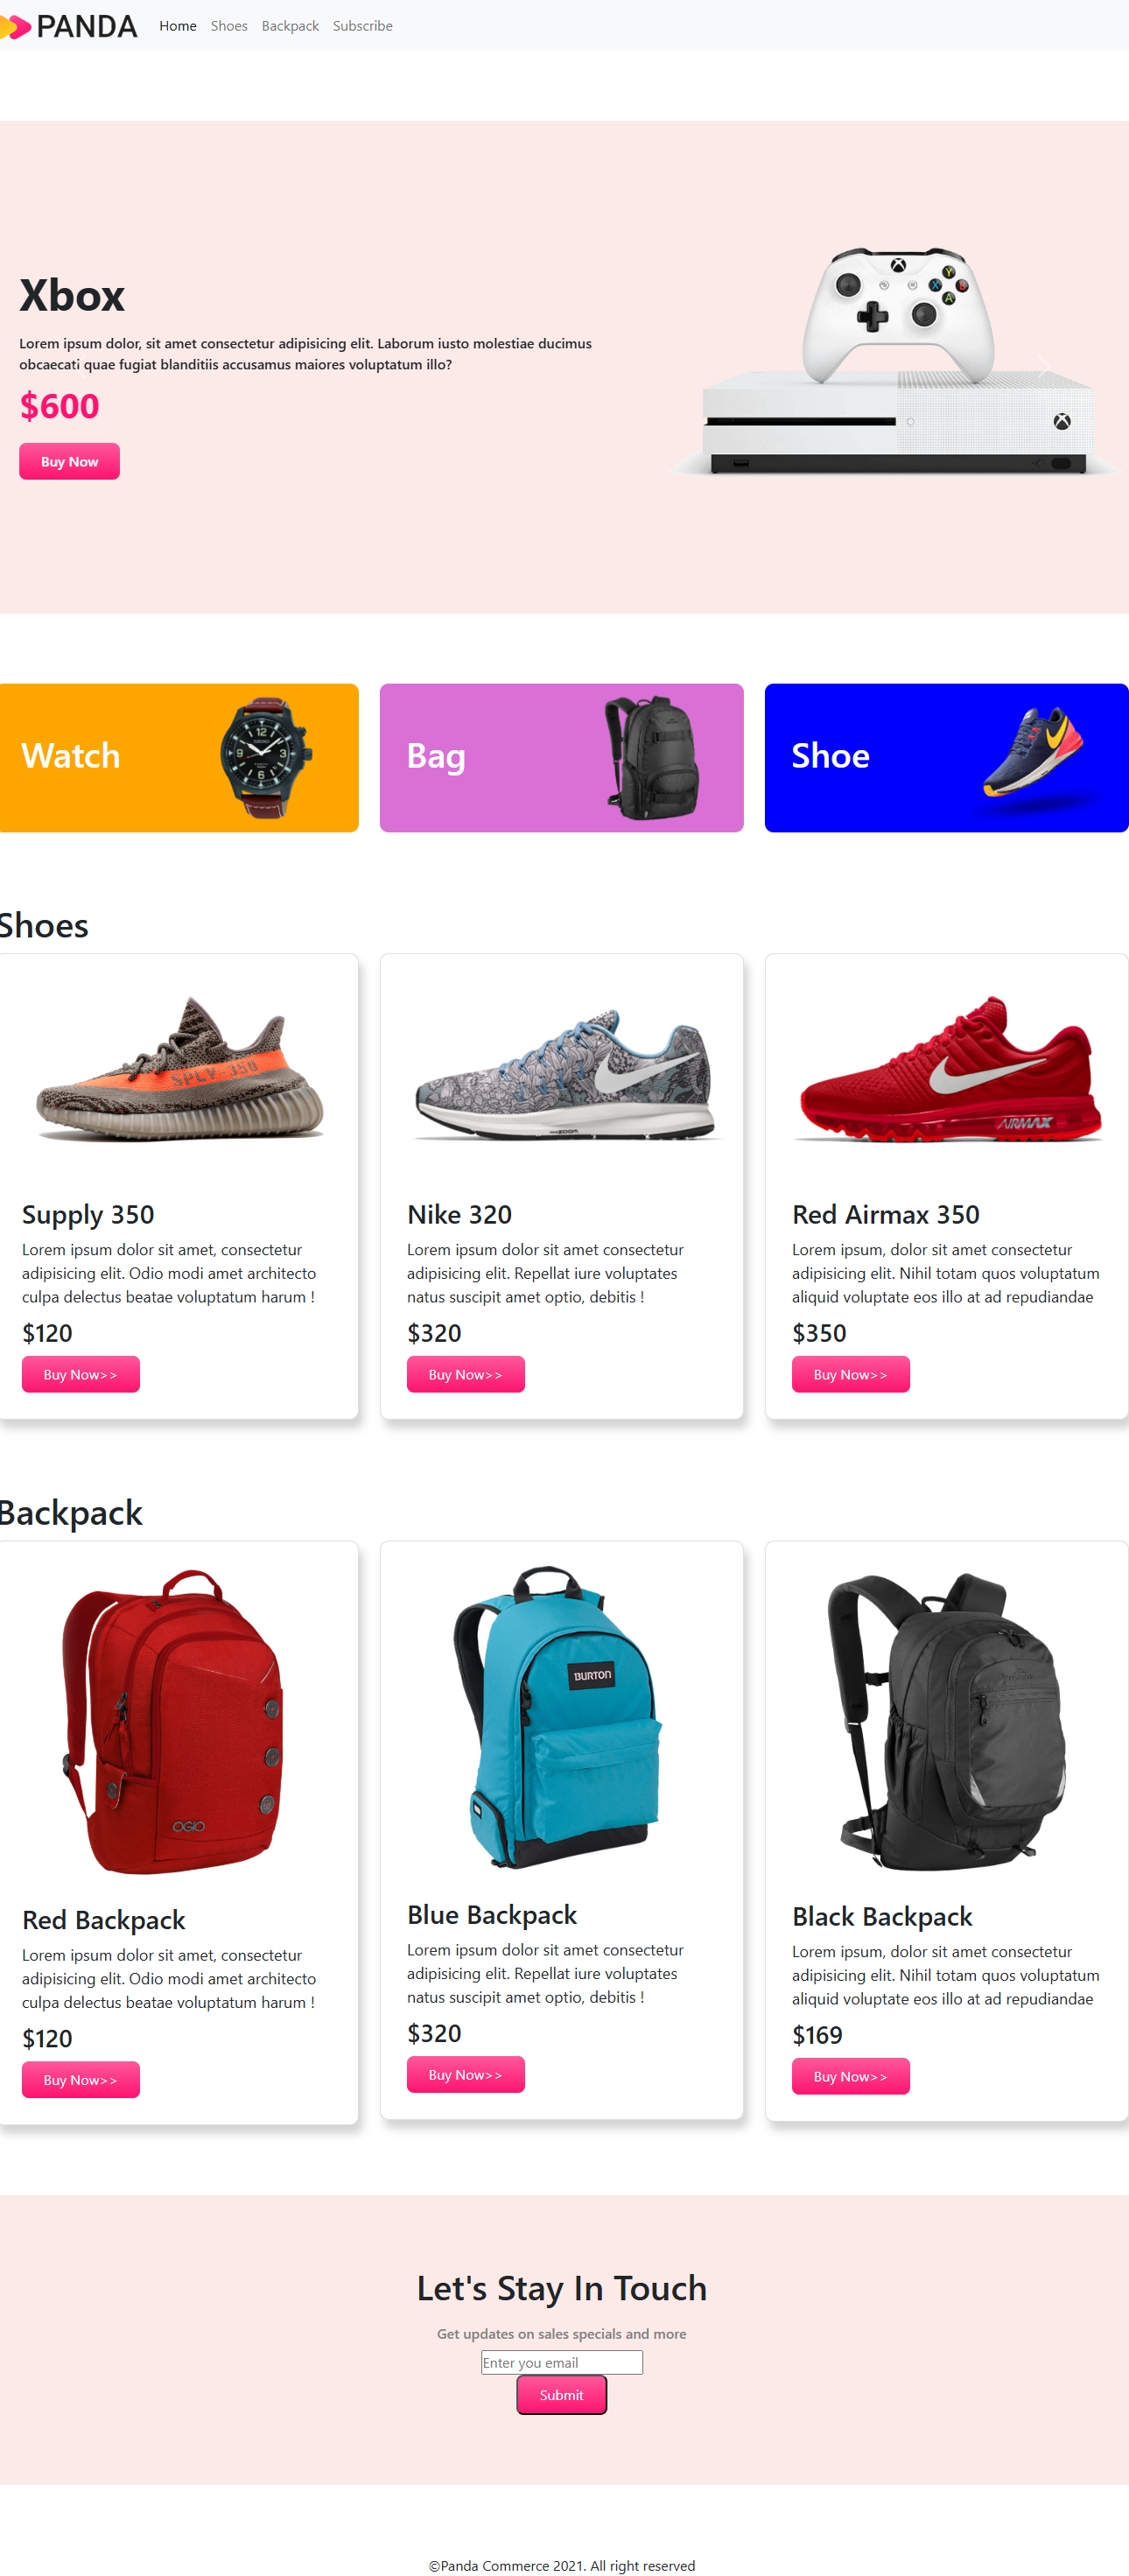 PANDA Home Shoes Backpack Subscribe
Xbox
Lorem ipsum dolor, sit amet consectetur adipisicing elit. Laborum iusto molestiae ducimus
obcaecati quae fugiat blanditiis accusamus maiores voluptatum illo?
$600
Buy Now
Y
X B
A
Watch
Bag
Shoe
Shoes
SPLY-350
Supply 350
Lorem ipsum dolor sit amet, consectetur
adipisicing elit. Odio modi amet architecto
culpa delectus beatae voluptatum harum !
$120
Buy Now>>
ZOOM
Nike 320
Lorem ipsum dolor sit amet consectetur
adipisicing elit. Repellat iure voluptates
natus suscipit amet optio, debitis !
$320
Buy Now>>
AIRMAX
Red Airmax 350
Lorem ipsum, dolor sit amet consectetur
adipisicing elit. Nihil totam quos voluptatum
aliquid voluptate eos illo at ad repudiandae
$350
Buy Now>>
Backpack
OGIO
Red Backpack
Lorem ipsum dolor sit amet, consectetur
adipisicing elit. Odio modi amet architecto
culpa delectus beatae voluptatum harum !
$120
Buy Now>>
BURTON
Blue Backpack
Lorem ipsum dolor sit amet consectetur
adipisicing elit. Repellat iure voluptates
natus suscipit amet optio, debitis !
$320
Buy Now>>
Black Backpack
Lorem ipsum, dolor sit amet consectetur
adipisicing elit. Nihil totam quos voluptatum
aliquid voluptate eos illo at ad repudiandae
$169
Buy Now>>
Let's Stay In Touch
Get updates on sales specials and more
Enter you email
Submit
©Panda Commerce 2021. All right reserved